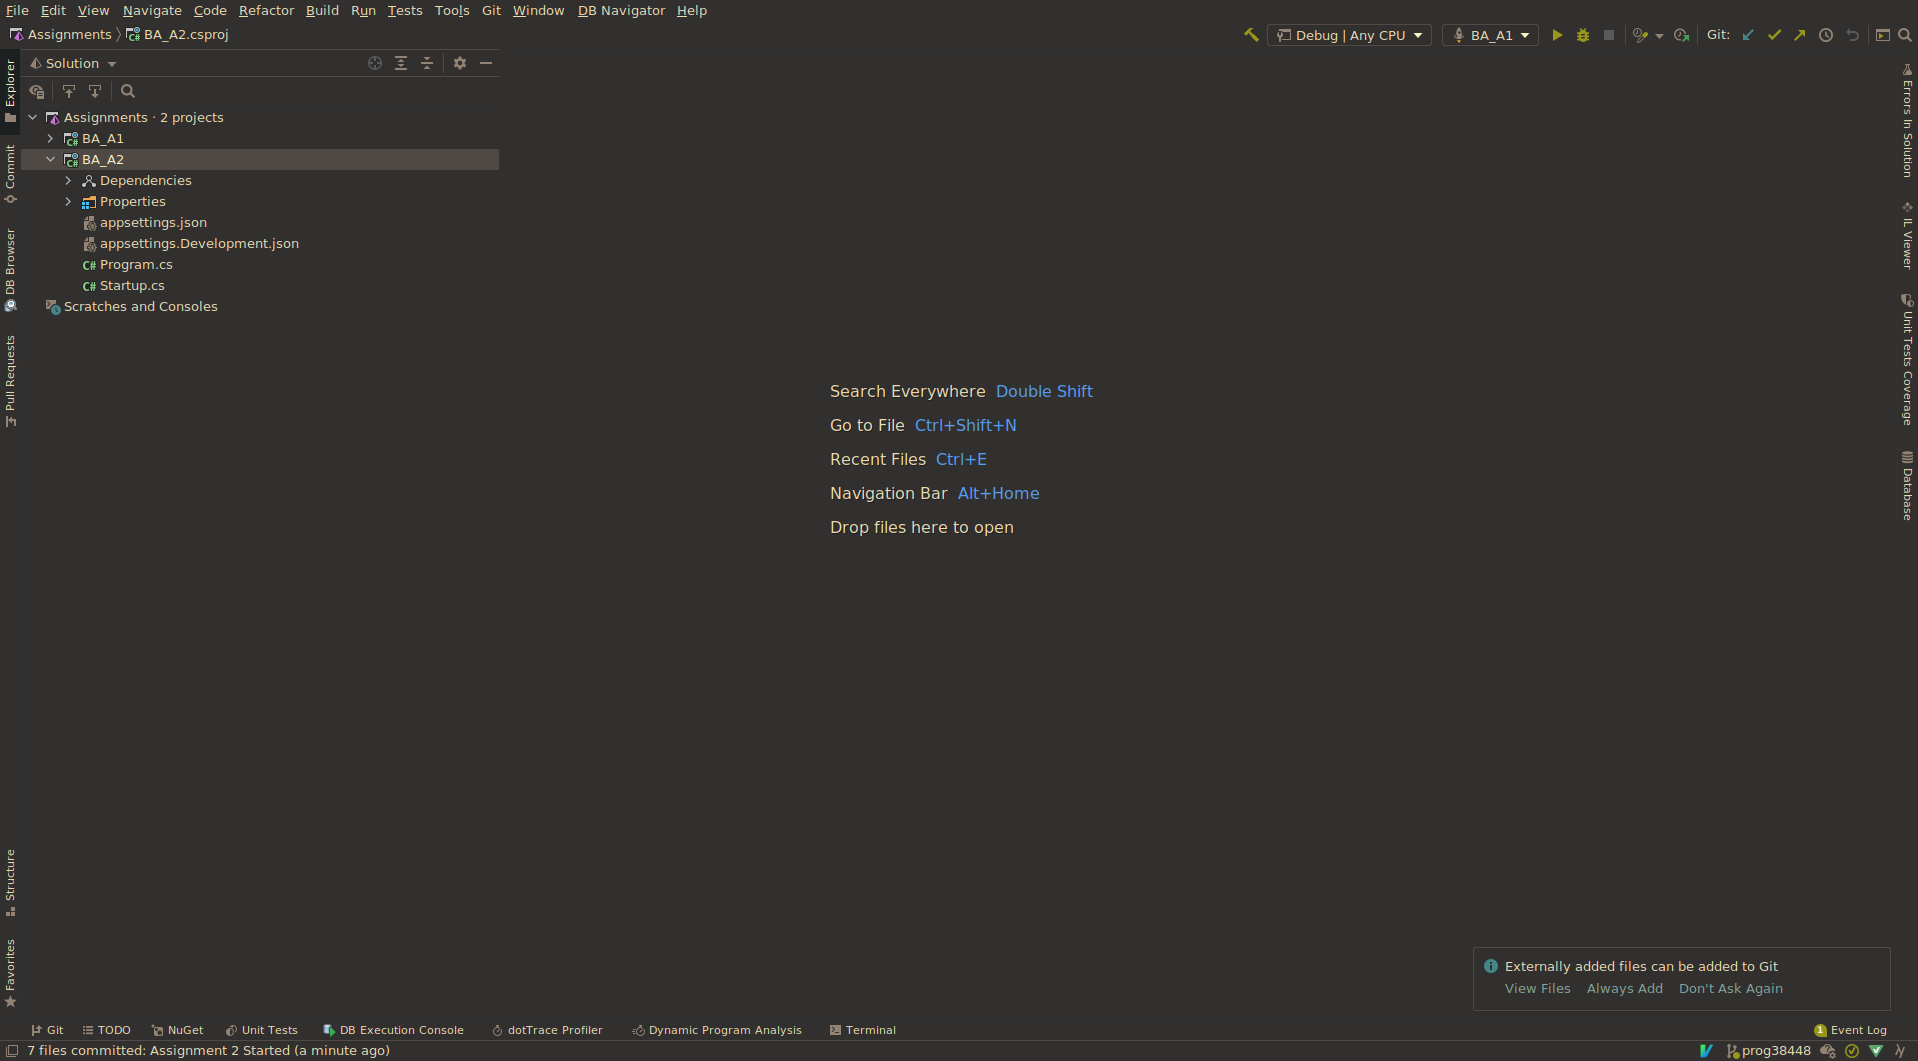 File Edit View Navigate Code Refactor Build Run Tests Tools Git Window DB Navigator Help
Assignments BA_A2.csproj
Debug | Any CPU
BA_A1
Git:
Solution
Assignments · 2 projects
BA_A1
BA_A2
Dependencies
Properties
appsettings.json
appsettings.Development.json
C# Program.cs
C# Startup.cs
Scratches and Consoles
Explorer
Commit
DB Browser
Pull Requests
Structure
Favorites
Search Everywhere Double Shift
Go to File Ctrl+Shift+N
Recent Files Ctrl+E
Navigation Bar Alt+Home
Drop files here to open
Errors In Solution
IL Viewer
Unit Tests Coverage
Database
Externally added files can be added to Git
View Files Always Add Don't Ask Again
Git TODO NuGet Unit Tests DB Execution Console dotTrace Profiler Dynamic Program Analysis Terminal
1 Event Log
7 files committed: Assignment 2 Started (a minute ago)
prog38448